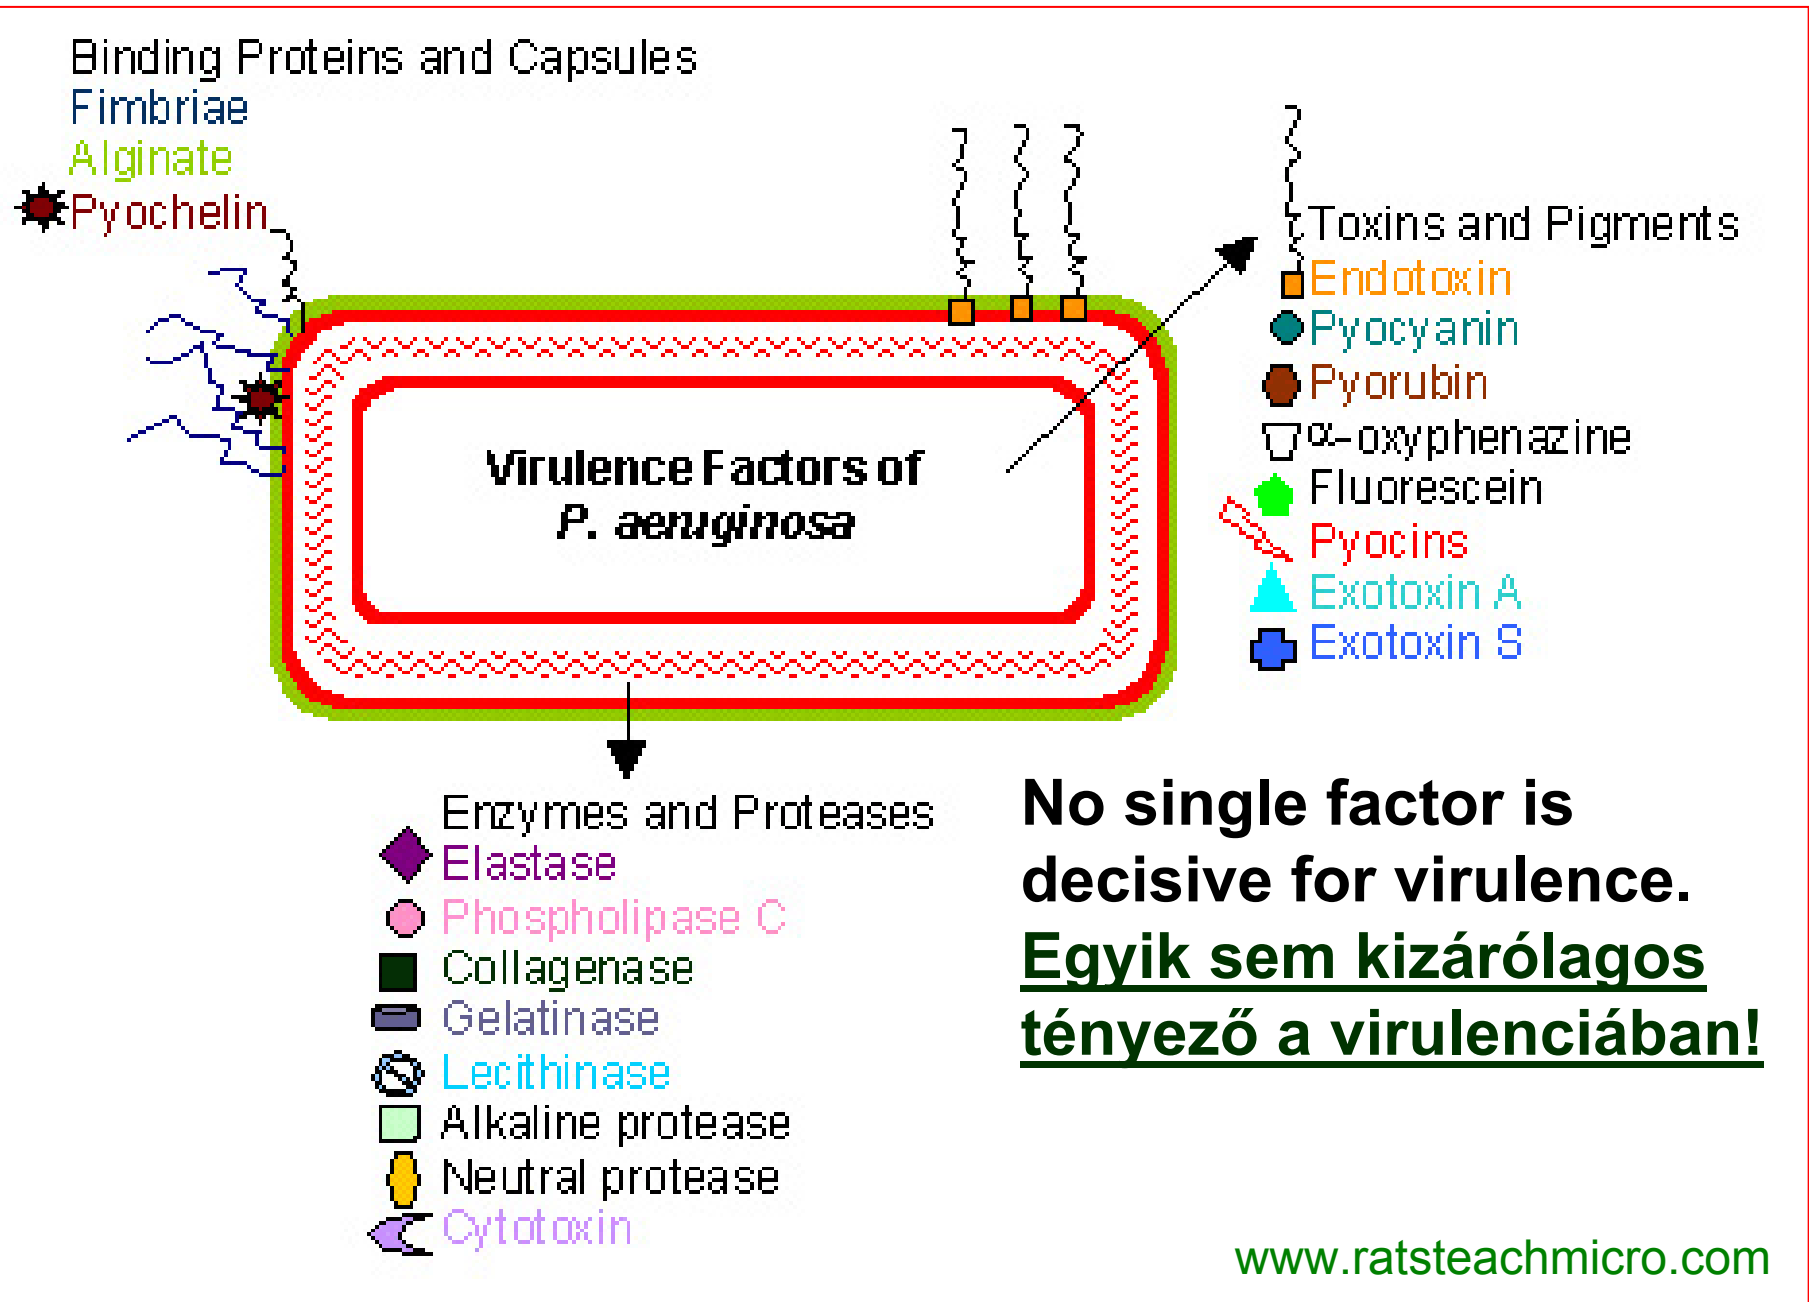 Binding Proteins and Capsules
Fimbriae
Alginate
Pyochelin
Toxins and Pigments
Endotoxin
Pyocyanin
Pyorubin
α-oxyphenazine
Fluorescein
Pyocins
Exotoxin A
Exotoxin S
Virulence Factors of
P. aeruginosa
Enzymes and Proteases
Elastase
Phospholipase C
Collagenase
Gelatinase
Lecithinase
Alkaline protease
Neutral protease
Cytotoxin
No single factor is
decisive for virulence.
Egyik sem kizárólagos
tényező a virulenciában!
www.ratsteachmicro.com